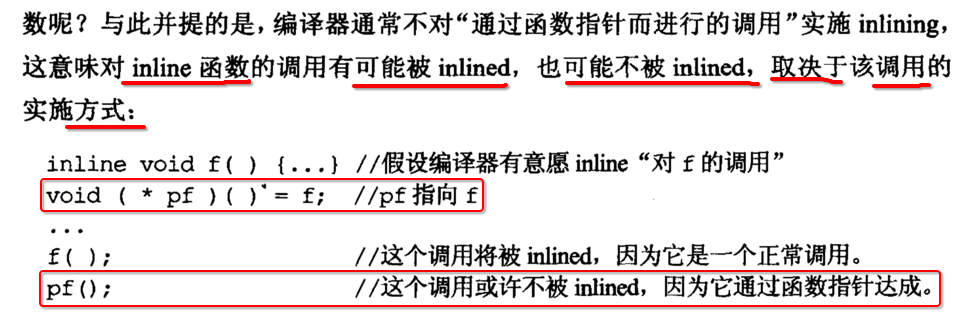 数呢？与此并提的是，编译器通常不对“通过函数指针而进行的调用”实施 inlining，
这意味对 inline 函数的调用有可能被 inlined，也可能不被 inlined，取决于该调用的
实施方式：
inline void f( ) {...} //假设编译器有意愿 inline“对 f 的调用”
void ( * pf )( ) = f; //pf 指向 f
...
f( ); //这个调用将被 inlined，因为它是一个正常调用。
pf(); //这个调用或许不被 inlined，因为它通过函数指针达成。